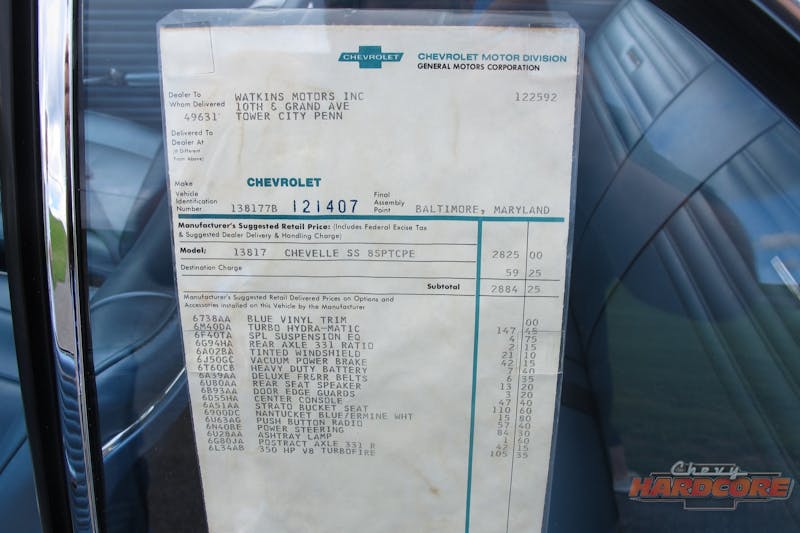 CHEVROLET
CHEVROLET MOTOR DIVISION
GENERAL MOTORS CORPORATION
Dealer To
Whom Delivered
49631
WATKINS MOTORS INC
10TH & GRAND AVE
TOWER CITY PENN
122592
Delivered To
Dealer At
(If Different
From Above)
Make CHEVROLET
Vehicle
Identification
Number 138177B 121407
Final
Assembly
Point BALTIMORE, MARYLAND
Manufacturer's Suggested Retail Price: (Includes Federal Excise Tax
& Suggested Dealer Delivery & Handling Charge)
Model: 13817 CHEVELLE SS 8SPTCPE 2825 00
Destination Charge 59 25
Subtotal 2884 25
Manufacturer's Suggested Retail Delivered Prices on Options and
Accessories installed on this Vehicle by the Manufacturer
6738AA BLUE VINYL TRIM 00
6M40DA TURBO HYDRA-MATIC 147 45
6F40TA SPL SUSPENSION EQ 4 75
6G94HA REAR AXLE 331 RATIO 2 15
6A02BA TINTED WINDSHIELD 21 10
6J50GC VACUUM POWER BRAKE 42 15
6T60CB HEAVY DUTY BATTERY 7 40
6A39AA DELUXE FR&RR BELTS 6 35
6U80AA REAR SEAT SPEAKER 13 20
6B93AA DOOR EDGE GUARDS 3 20
6D55HA CENTER CONSOLE 47 40
6A51AA STRATO BUCKET SEAT 110 60
6900DC NANTUCKET BLUE/ERMINE WHT 15 80
6U63AG PUSH BUTTON RADIO 57 40
6N40RE POWER STEERING 84 30
6U28AA ASHTRAY LAMP 1 60
6G80JA POSTRACT AXLE 331 R 42 15
6L34AB 350 HP V8 TURBOFIRE 105 35
Chevy
HARDCORE